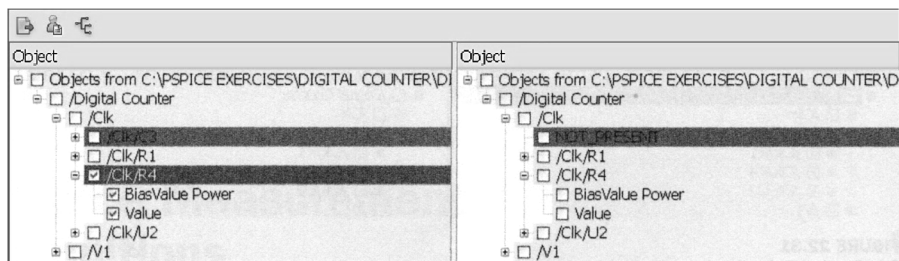 Object
Objects from C:\PSPICE EXERCISES\DIGITAL COUNTER\DI
/Digital Counter
/Clk
/Clk/C3
/Clk/R1
/Clk/R4
BiasValue Power
Value
/Clk/U2
/V1
Object
Objects from C:\PSPICE EXERCISES\DIGITAL COUNTER\D
/Digital Counter
/Clk
NOT_PRESENT
/Clk/R1
/Clk/R4
BiasValue Power
Value
/Clk/U2
/V1